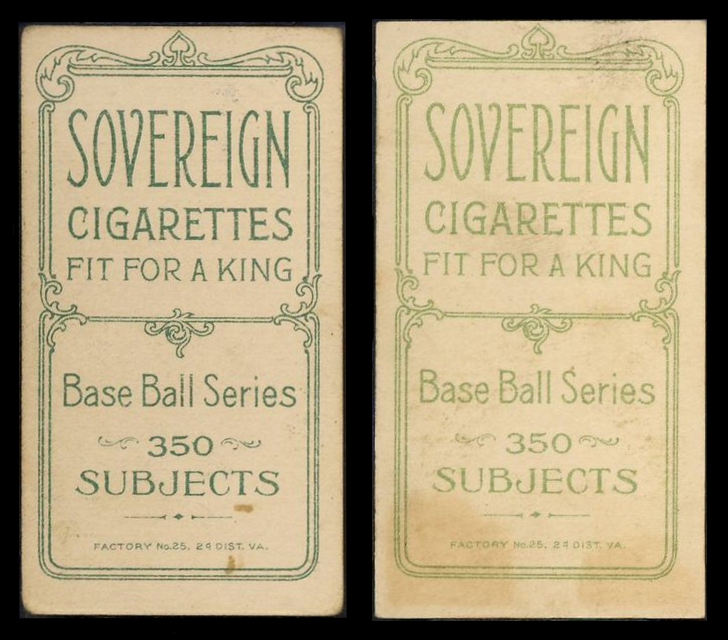 SOVEREIGN
CIGARETTES
FIT FOR A KING
Base Ball Series
350
SUBJECTS
FACTORY No.25, 2d DIST. VA.
SOVEREIGN
CIGARETTES
FIT FOR A KING
Base Ball Series
350
SUBJECTS
FACTORY No.25, 2d DIST. VA.